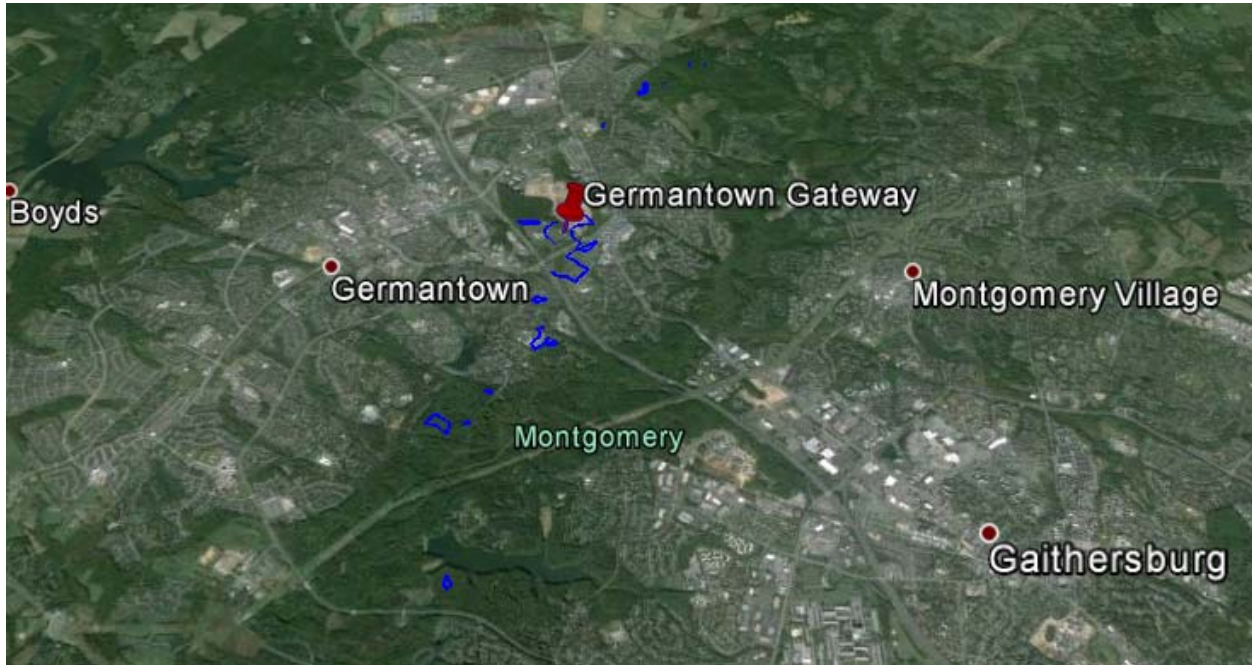 Germantown Gateway
Boyds
Germantown
Montgomery Village
Montgomery
Gaithersburg